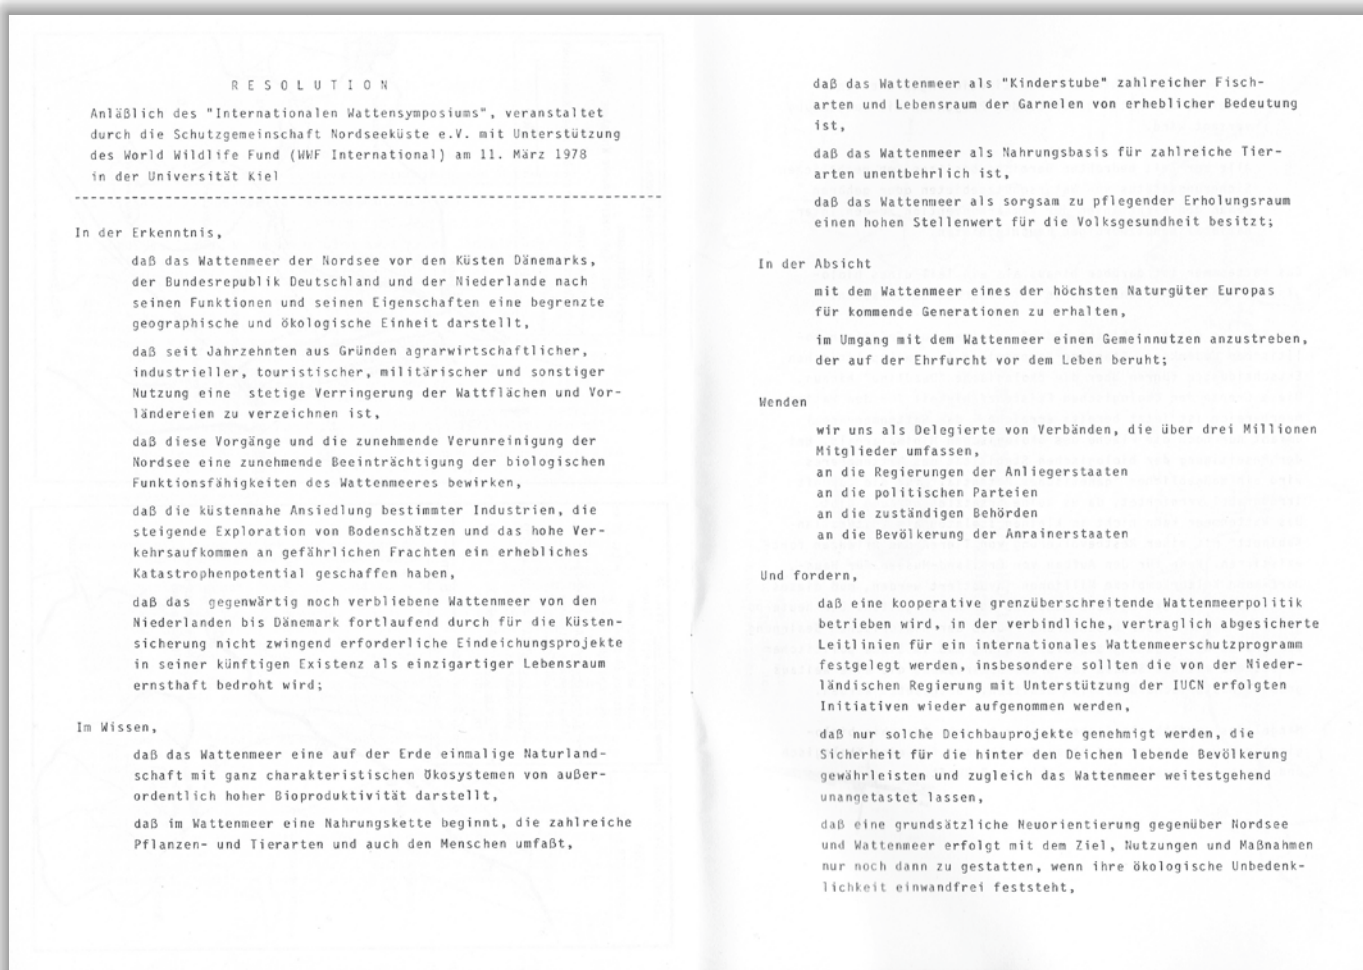 R E S O L U T I O N
Anläßlich des "Internationalen Wattensymposiums", veranstaltet
durch die Schutzgemeinschaft Nordseeküste e.V. mit Unterstützung
des World Wildlife Fund (WWF International) am 11. März 1978
in der Universität Kiel
In der Erkenntnis,
daß das Wattenmeer der Nordsee vor den Küsten Dänemarks,
der Bundesrepublik Deutschland und der Niederlande nach
seinen Funktionen und seinen Eigenschaften eine begrenzte
geographische und ökologische Einheit darstellt,
daß seit Jahrzehnten aus Gründen agrarwirtschaftlicher,
industrieller, touristischer, militärischer und sonstiger
Nutzung eine stetige Verringerung der Wattflächen und Vor-
ländereien zu verzeichnen ist,
daß diese Vorgänge und die zunehmende Verunreinigung der
Nordsee eine zunehmende Beeinträchtigung der biologischen
Funktionsfähigkeiten des Wattenmeeres bewirken,
daß die küstennahe Ansiedlung bestimmter Industrien, die
steigende Exploration von Bodenschätzen und das hohe Ver-
kehrsaufkommen an gefährlichen Frachten ein erhebliches
Katastrophenpotential geschaffen haben,
daß das gegenwärtig noch verbliebene Wattenmeer von den
Niederlanden bis Dänemark fortlaufend durch für die Küsten-
sicherung nicht zwingend erforderliche Eindeichungsprojekte
in seiner künftigen Existenz als einzigartiger Lebensraum
ernsthaft bedroht wird;
Im Wissen,
daß das Wattenmeer eine auf der Erde einmalige Naturland-
schaft mit ganz charakteristischen Ökosystemen von außer-
ordentlich hoher Bioproduktivität darstellt,
daß im Wattenmeer eine Nahrungskette beginnt, die zahlreiche
Pflanzen- und Tierarten und auch den Menschen umfaßt,
daß das Wattenmeer als "Kinderstube" zahlreicher Fisch-
arten und Lebensraum der Garnelen von erheblicher Bedeutung
ist,
daß das Wattenmeer als Nahrungsbasis für zahlreiche Tier-
arten unentbehrlich ist,
daß das Wattenmeer als sorgsam zu pflegender Erholungsraum
einen hohen Stellenwert für die Volksgesundheit besitzt;
In der Absicht
mit dem Wattenmeer eines der höchsten Naturgüter Europas
für kommende Generationen zu erhalten,
im Umgang mit dem Wattenmeer einen Gemeinnutzen anzustreben,
der auf der Ehrfurcht vor dem Leben beruht;
Wenden
wir uns als Delegierte von Verbänden, die über drei Millionen
Mitglieder umfassen,
an die Regierungen der Anliegerstaaten
an die politischen Parteien
an die zuständigen Behörden
an die Bevölkerung der Anrainerstaaten
Und fordern,
daß eine kooperative grenzüberschreitende Wattenmeerpolitik
betrieben wird, in der verbindliche, vertraglich abgesicherte
Leitlinien für ein internationales Wattenmeerschutzprogramm
festgelegt werden, insbesondere sollten die von der Nieder-
ländischen Regierung mit Unterstützung der IUCN erfolgten
Initiativen wieder aufgenommen werden,
daß nur solche Deichbauprojekte genehmigt werden, die
Sicherheit für die hinter den Deichen lebende Bevölkerung
gewährleisten und zugleich das Wattenmeer weitestgehend
unangetastet lassen,
daß eine grundsätzliche Neuorientierung gegenüber Nordsee
und Wattenmeer erfolgt mit dem Ziel, Nutzungen und Maßnahmen
nur noch dann zu gestatten, wenn ihre ökologische Unbedenk-
lichkeit einwandfrei feststeht,